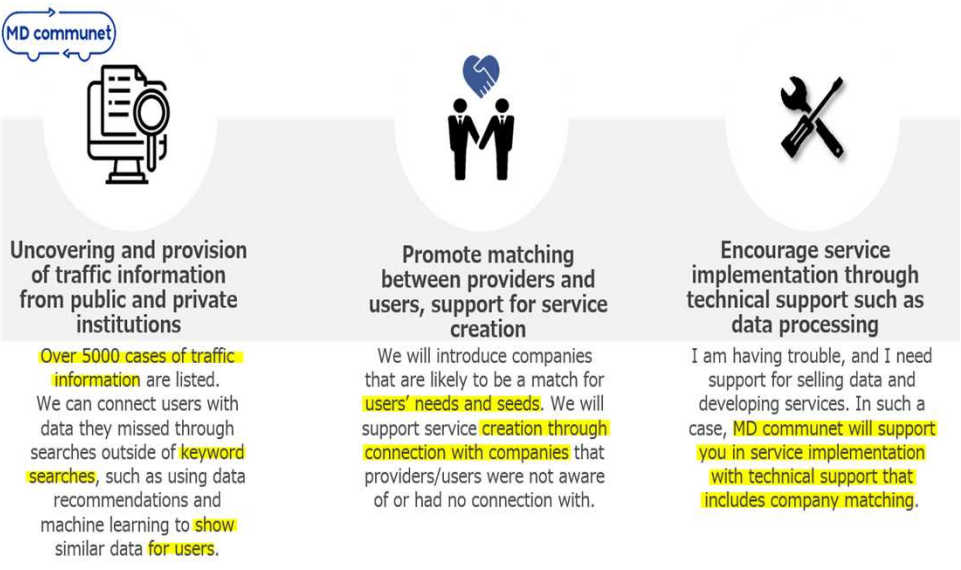 MD communet
Uncovering and provision
of traffic information
from public and private
institutions
Over 5000 cases of traffic
information are listed.
We can connect users with
data they missed through
searches outside of keyword
searches, such as using data
recommendations and
machine learning to show
similar data for users.
Promote matching
between providers and
users, support for service
creation
We will introduce companies
that are likely to be a match for
users’ needs and seeds. We will
support service creation through
connection with companies that
providers/users were not aware
of or had no connection with.
Encourage service
implementation through
technical support such as
data processing
I am having trouble, and I need
support for selling data and
developing services. In such a
case, MD communet will support
you in service implementation
with technical support that
includes company matching.